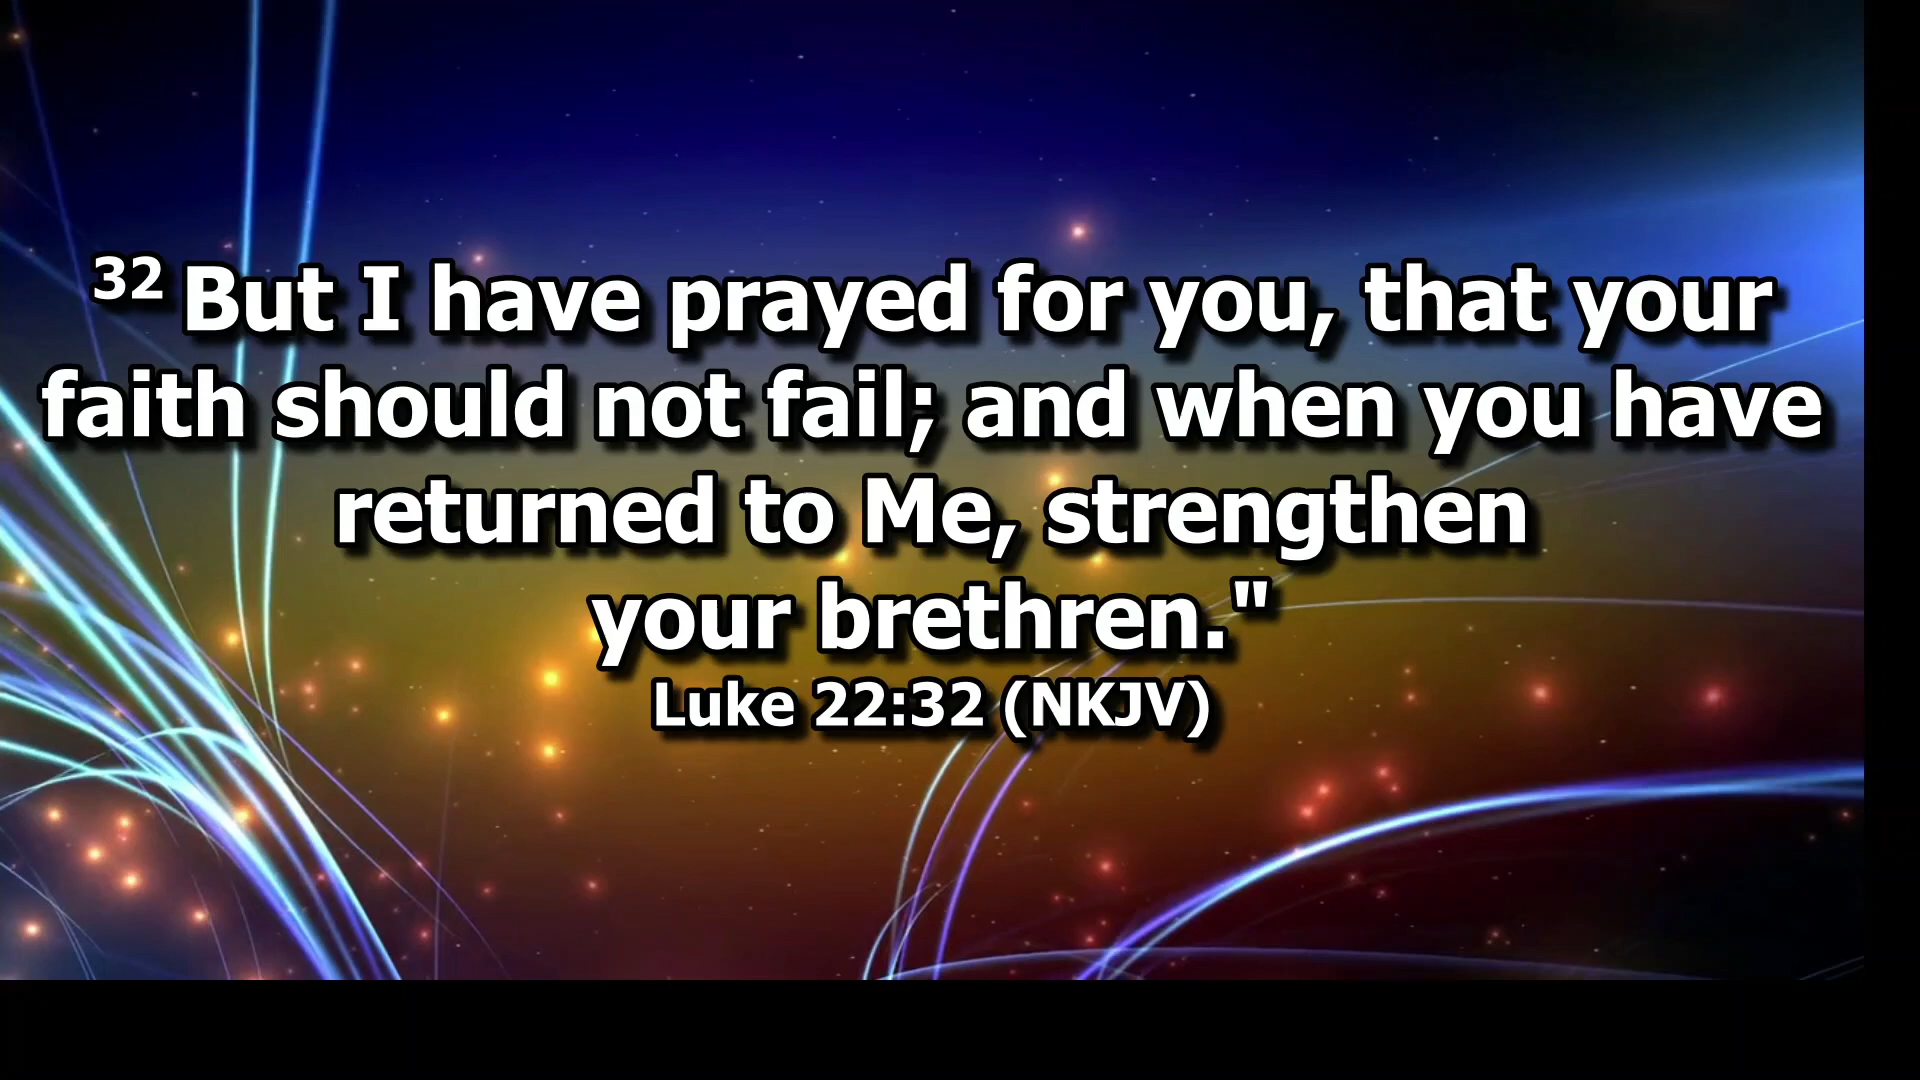 32 But I have prayed for you, that your
faith should not fail; and when you have
returned to Me, strengthen
your brethren."
Luke 22:32 (NKJV)